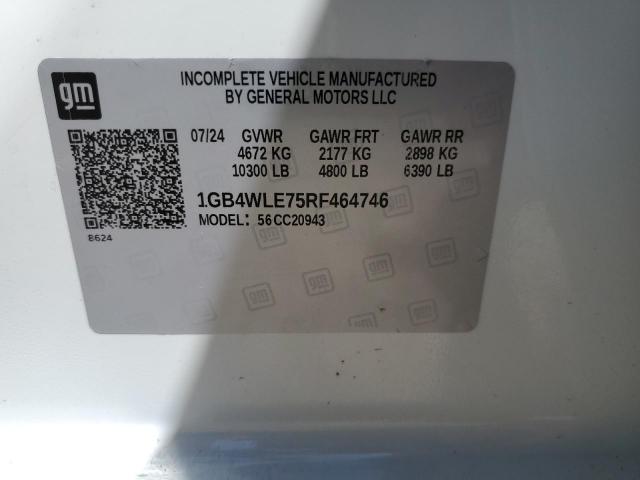 gm
INCOMPLETE VEHICLE MANUFACTURED
BY GENERAL MOTORS LLC
07/24 GVWR GAWR FRT GAWR RR
4672 KG 2177 KG 2898 KG
10300 LB 4800 LB 6390 LB
1GB4WLE75RF464746
MODEL: 56CC20943
8624